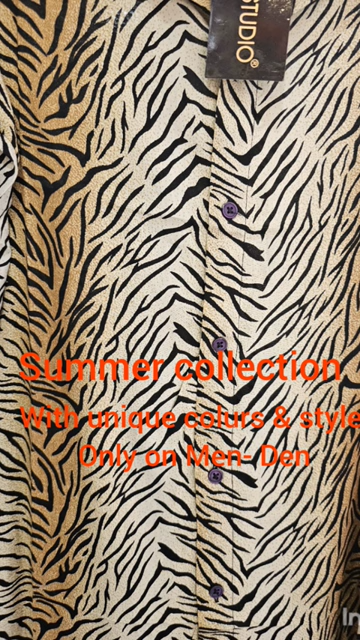 STUDIO®
Summer collection
With unique colurs & style
Only on Men- Den